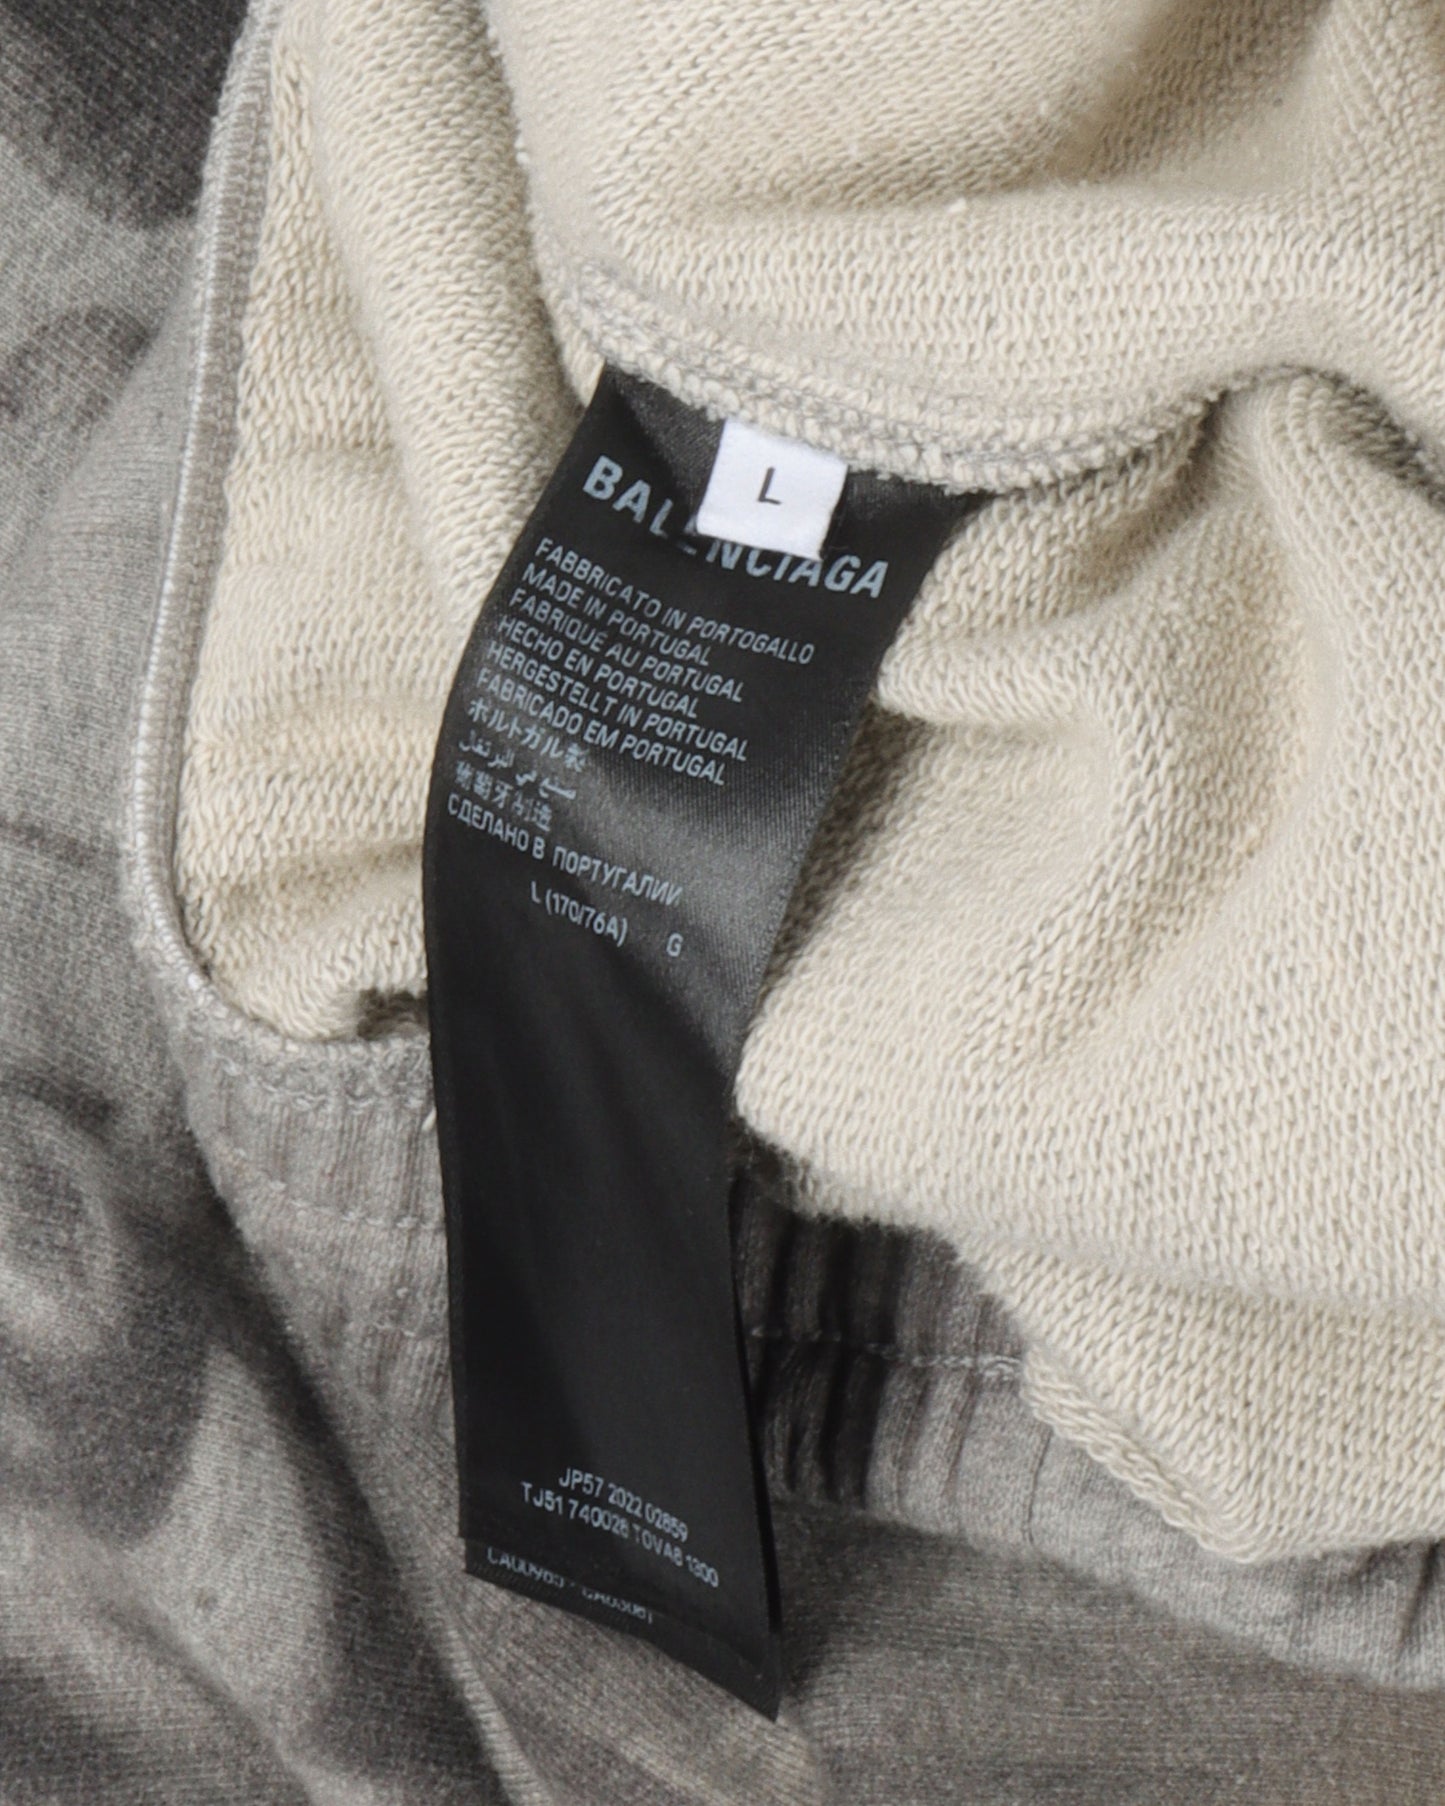 L
BALENCIAGA
FABBRICATO IN PORTOGALLO
MADE IN PORTUGAL
FABRIQUE AU PORTUGAL
HECHO EN PORTUGAL
HERGESTELLT IN PORTUGAL
FABRICADO EM PORTUGAL
ポルトガル製
صنع في البرتغال
葡萄牙制造
СДЕЛАНО В ПОРТУГАЛИИ
L (170/76A) G
JP57 2022 02859
TJ51 740028 TOVA8 1300